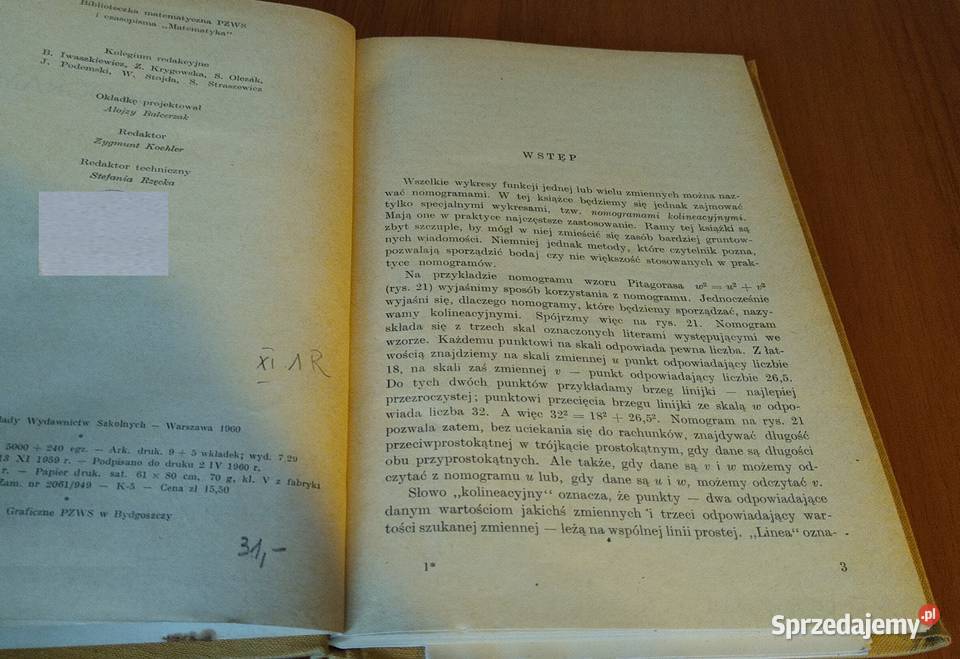 Biblioteczka matematyczna PZWS
i czasopisma „Matematyka"
Kolegium redakcyjne
B. Iwaszkiewicz, Z. Krygowska, S. Olczák,
J. Podemski, W. Stojda, S. Straszewicz
Okładkę projektował
Alojzy Balcerzak
Redaktor
Zygmunt Koehler
Redaktor techniczny
Stefania Rzęcka
XI 1R
łady Wydawnictw Szkolnych — Warszawa 1960
*
5000 + 240 egz. — Ark. druk. 9 + 5 wkładek; wyd. 7,29
13 XI 1959 r. — Podpisano do druku 2 IV 1960 r.
r. — Papier druk. sat. 61 × 80 cm, 70 g, kl. V z fabryki
Zam. nr 2061/949 — K-5 — Cena zł 15,50
*
Graficzne PZWS w Bydgoszczy
31,-
WSTĘP
Wszelkie wykresy funkcji jednej lub wielu zmiennych można naz-
wać nomogramami. W tej książce będziemy się jednak zajmować
tylko specjalnymi wykresami, tzw. nomogramami kolineacyjnymi.
Mają one w praktyce najczęstsze zastosowanie. Ramy tej książki są
zbyt szczupłe, by mógł w niej zmieścić się zasób bardziej gruntow-
nych wiadomości. Niemniej jednak metody, które czytelnik pozna,
pozwalają sporządzić bodaj czy nie większość stosowanych w prak-
tyce nomogramów.
Na przykładzie nomogramu wzoru Pitagorasa w² = u² + v²
(rys. 21) wyjaśnimy sposób korzystania z nomogramu. Jednocześnie
wyjaśni się, dlaczego nomogramy, które będziemy sporządzać, nazy-
wamy kolineacyjnymi. Spójrzmy więc na rys. 21. Nomogram
składa się z trzech skal oznaczonych literami występującymi we
wzorze. Każdemu punktowi na skali odpowiada pewna liczba. Z łat-
wością znajdziemy na skali zmiennej u punkt odpowiadający liczbie
18, na skali zaś zmiennej v — punkt odpowiadający liczbie 26,5.
Do tych dwóch punktów przykładamy brzeg linijki — najlepiej
przezroczystej; punktowi przecięcia brzegu linijki ze skalą w odpo-
wiada liczba 32. A więc 32² = 18² + 26,5². Nomogram na rys. 21
pozwala zatem, bez uciekania się do rachunków, znajdywać długość
przeciwprostokątnej w trójkącie prostokątnym, gdy dane są długości
obu przyprostokątnych. Ale także, gdy dane są v i w możemy od-
czytać z nomogramu u lub, gdy dane są u i w, możemy odczytać v.
Słowo „kolineacyjny" oznacza, że punkty — dwa odpowiadające
danym wartościom jakichś zmiennych i trzeci odpowiadający war-
tości szukanej zmiennej — leżą na wspólnej linii prostej. „Linea" ozna-
1*
3
Sprzedajemy.pl